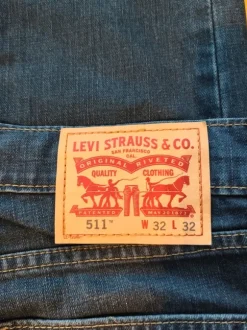 LEVI STRAUSS & CO.
SAN FRANCISCO
CAL.
ORIGINAL RIVETED
QUALITY CLOTHING
PATENTED MAY 20 1873
511™ W 32 L 32